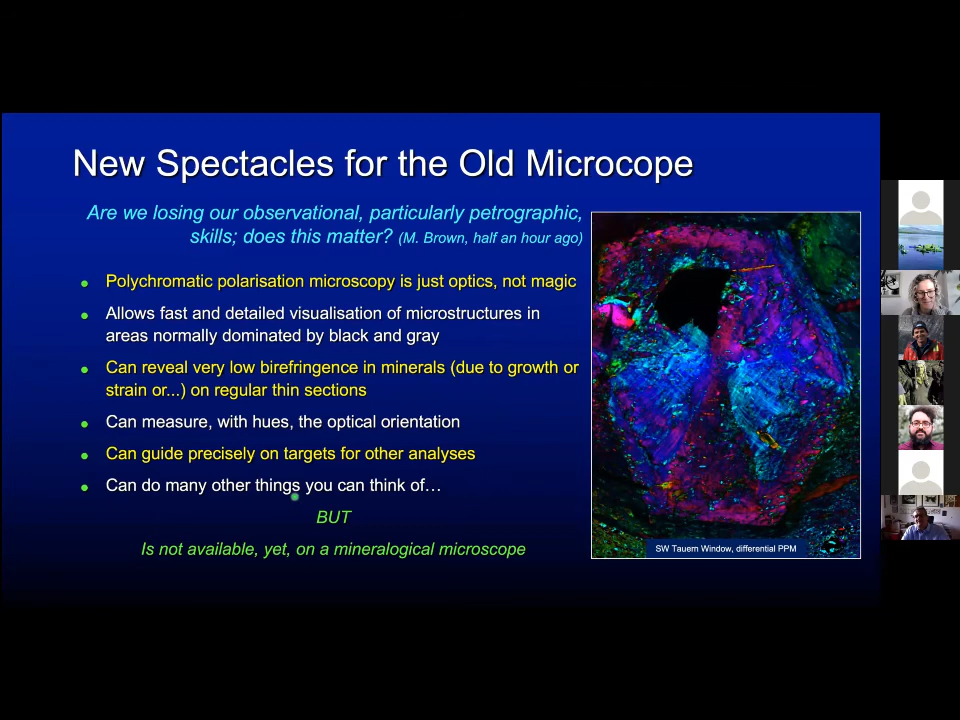 New Spectacles for the Old Microcope
Are we losing our observational, particularly petrographic,
skills; does this matter? (M. Brown, half an hour ago)
Polychromatic polarisation microscopy is just optics, not magic
Allows fast and detailed visualisation of microstructures in
areas normally dominated by black and gray
Can reveal very low birefringence in minerals (due to growth or
strain or...) on regular thin sections
Can measure, with hues, the optical orientation
Can guide precisely on targets for other analyses
Can do many other things you can think of…
BUT
Is not available, yet, on a mineralogical microscope
SW Tauern Window, differential PPM